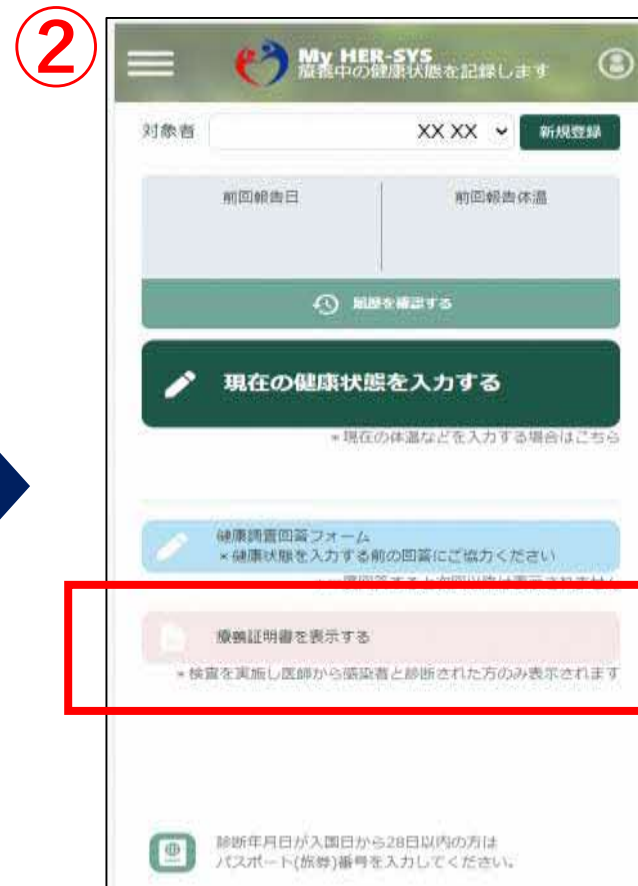 ②
My HER-SYS
療養中の健康状態を記録します
対象者 XX XX 新規登録
前回報告日 前回報告体温
履歴を確認する
現在の健康状態を入力する
*現在の体温などを入力する場合はこちら
健康調査回答フォーム
*健康状態を入力する前の回答にご協力ください
療養証明書を表示する
*検査を実施し医師から感染者と診断された方のみ表示されます
診断年月日が入国日から28日以内の方は
パスポート(旅券)番号を入力してください。